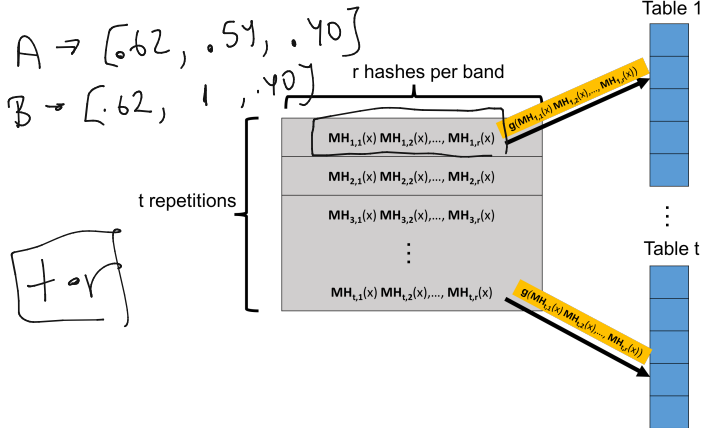 Table 1
A → [.62, .54, .40]
B → [.62, 1, .40]
r hashes per band
g(MH1,1(x) MH1,2(x),..., MH1,r(x))
MH1,1(x) MH1,2(x),..., MH1,r(x)
MH2,1(x) MH2,2(x),..., MH2,r(x)
t repetitions
MH3,1(x) MH3,2(x),..., MH3,r(x)
⋮
⋮
Table t
t · r
MHt,1(x) MHt,2(x),..., MHt,r(x)
g(MHt,1(x) MHt,2(x),..., MHt,r(x))